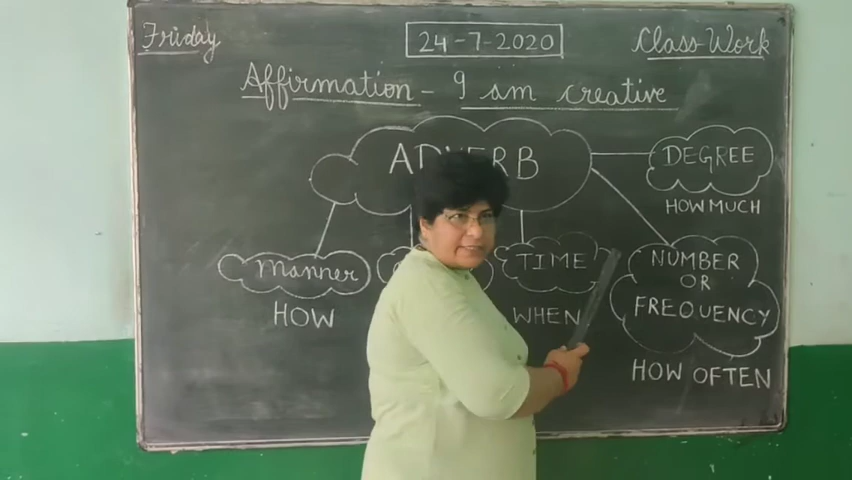 Friday
24-7-2020
Class Work
Affirmation - I am creative
ADVERB
DEGREE
HOW MUCH
manner
HOW
TIME
WHEN
NUMBER
OR
FREQUENCY
HOW OFTEN